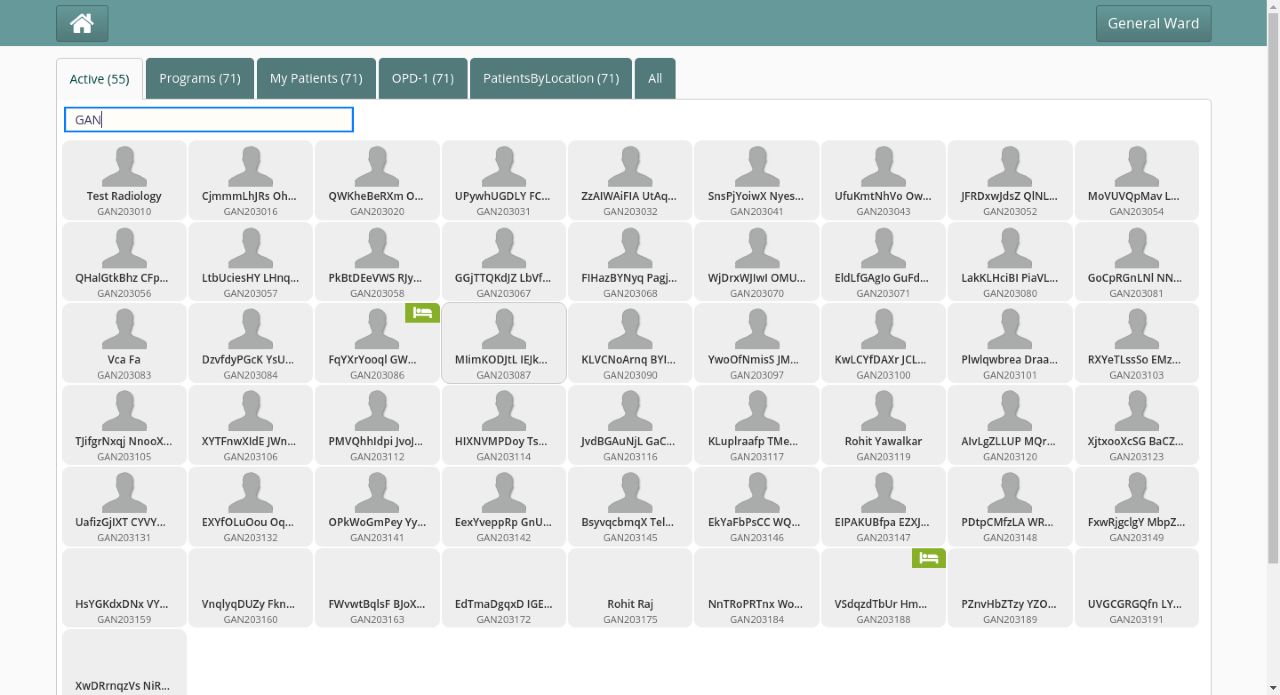 General Ward
Active (55)
Programs (71)
My Patients (71)
OPD-1 (71)
PatientsByLocation (71)
All
GAN
Test Radiology
GAN203010
CjmmmLhJRs Oh...
GAN203016
QWKheBeRXm O...
GAN203020
UPywhUGDLY FC...
GAN203031
ZzAIWAiFIA UtAq...
GAN203032
SnsPjYoiwX Nyes...
GAN203041
UfuKmtNhVo Ow...
GAN203043
JFRDxwJdsZ QlNL...
GAN203052
MoVUVQpMav L...
GAN203054
QHalGtkBhz CFp...
GAN203056
LtbUciesHY LHnq...
GAN203057
PkBtDEeVWS RJy...
GAN203058
GGjTTQKdJZ LbVf...
GAN203067
FIHazBYNyq Pagj...
GAN203068
WjDrxWJIwI OMU...
GAN203070
EldLfGAgIo GuFd...
GAN203071
LakKLHciBI PiaVL...
GAN203080
GoCpRGnLNl NN...
GAN203081
Vca Fa
GAN203083
DzvfdyPGcK YsU...
GAN203084
FqYXrYooql GW...
GAN203086
MIimKODJtL IEJk...
GAN203087
KLVCNoArnq BYI...
GAN203090
YwoOfNmisS JM...
GAN203097
KwLCYfDAXr JCL...
GAN203100
Plwlqwbrea Draa...
GAN203101
RXYeTLssSo EMz...
GAN203103
TJifgrNxqj NnooX...
GAN203105
XYTFnwXIdE JWn...
GAN203106
PMVQhhIdpi JvoJ...
GAN203112
HIXNVMPDoy Ts...
GAN203114
JvdBGAuNjL GaC...
GAN203116
KLuplraafp TMe...
GAN203117
Rohit Yawalkar
GAN203119
AIvLgZLLUP MQr...
GAN203120
XjtxooXcSG BaCZ...
GAN203123
UafizGjIXT CYVY...
GAN203131
EXYfOLuOou Oq...
GAN203132
OPkWoGmPey Yy...
GAN203141
EexYveppRp GnU...
GAN203142
BsyvqcbmqX Tel...
GAN203145
EkYaFbPsCC WQ...
GAN203146
EIPAKUBfpa EZXJ...
GAN203147
PDtpCMfzLA WR...
GAN203148
FxwRjgclgY MbpZ...
GAN203149
HsYGKdxDNx VY...
GAN203159
VnqlyqDUZy Fkn...
GAN203160
FWvwtBqlsF BJoX...
GAN203163
EdTmaDgqxD IGE...
GAN203172
Rohit Raj
GAN203175
NnTRoPRTnx Wo...
GAN203184
VSdqzdTbUr Hm...
GAN203188
PZnvHbZTzy YZO...
GAN203189
UVGCGRGQfn LY...
GAN203191
XwDRrnqzVs NiR...